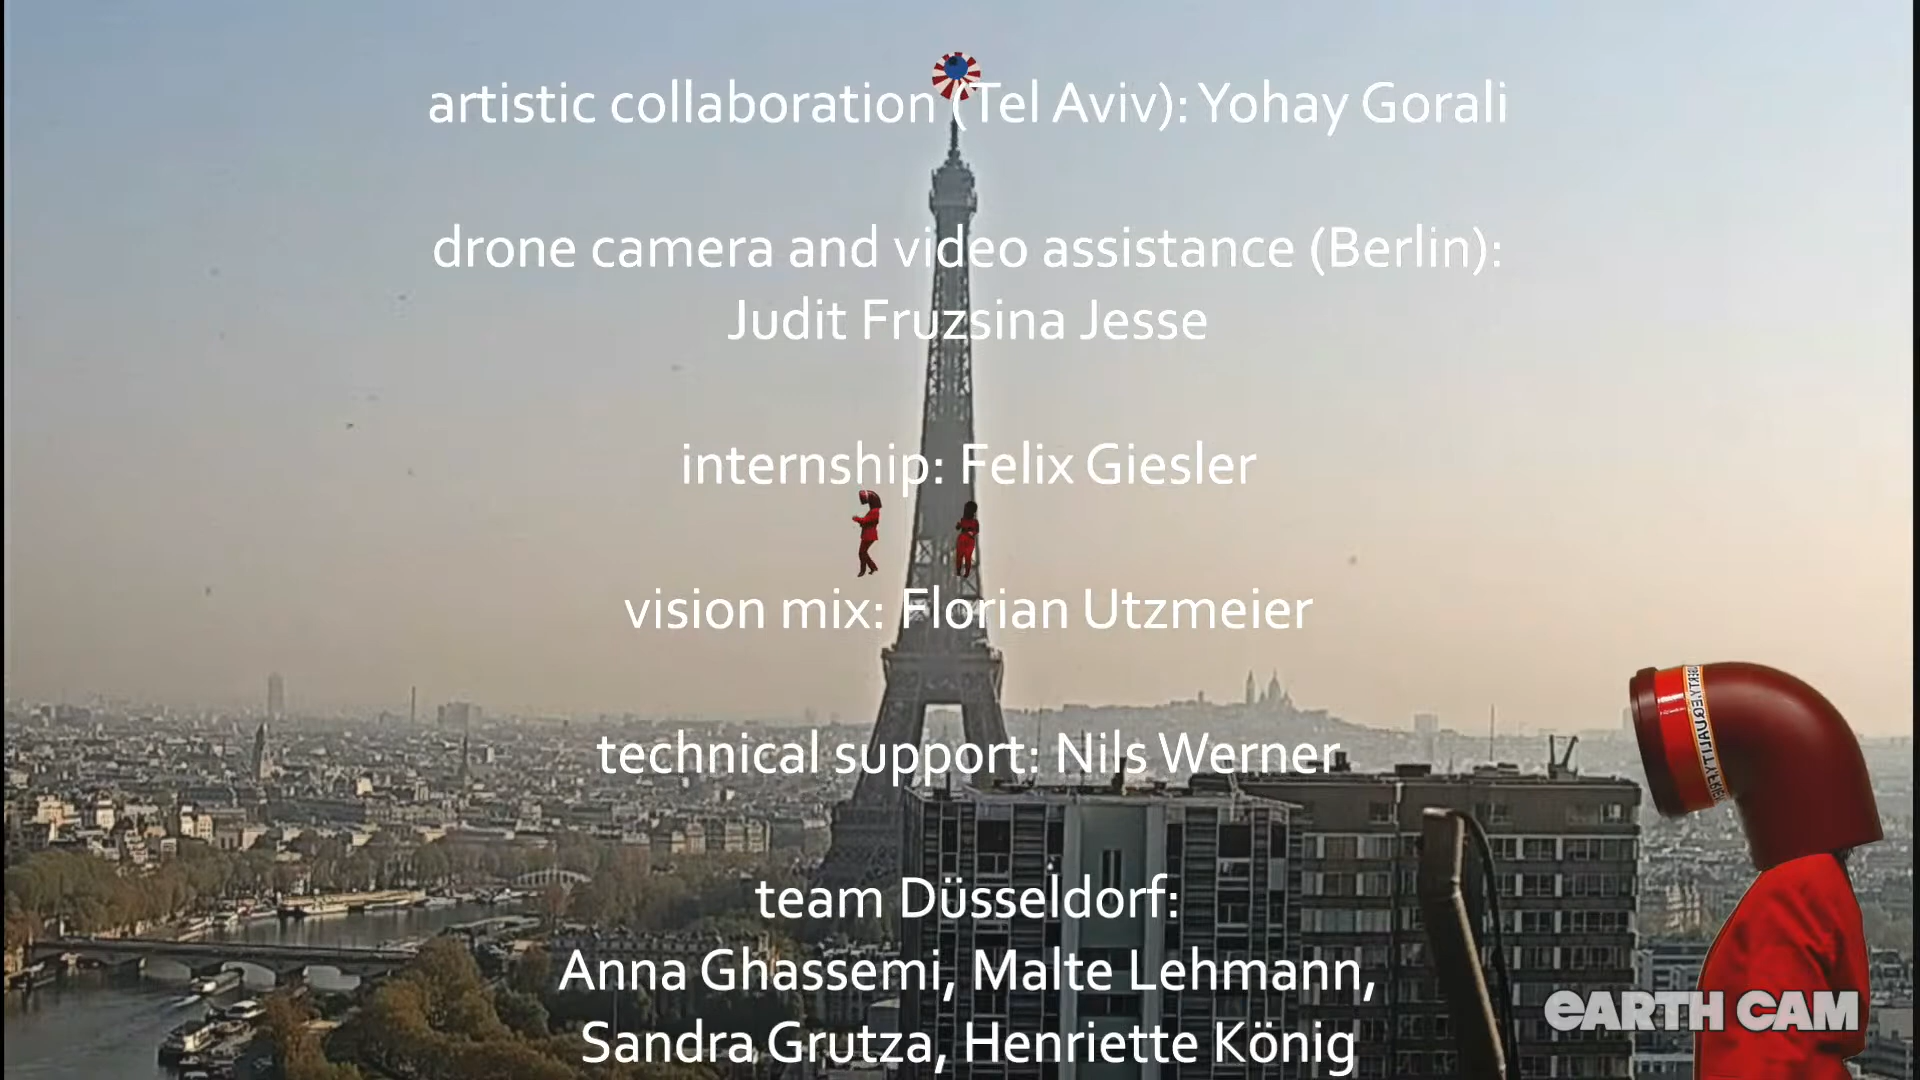 artistic collaboration (Tel Aviv): Yohay Gorali
drone camera and video assistance (Berlin):
Judit Fruzsina Jesse
internship: Felix Giesler
vision mix: Florian Utzmeier
technical support: Nils Werner
team Düsseldorf:
Anna Ghassemi, Malte Lehmann,
Sandra Grutza, Henriette König
EARTH CAM